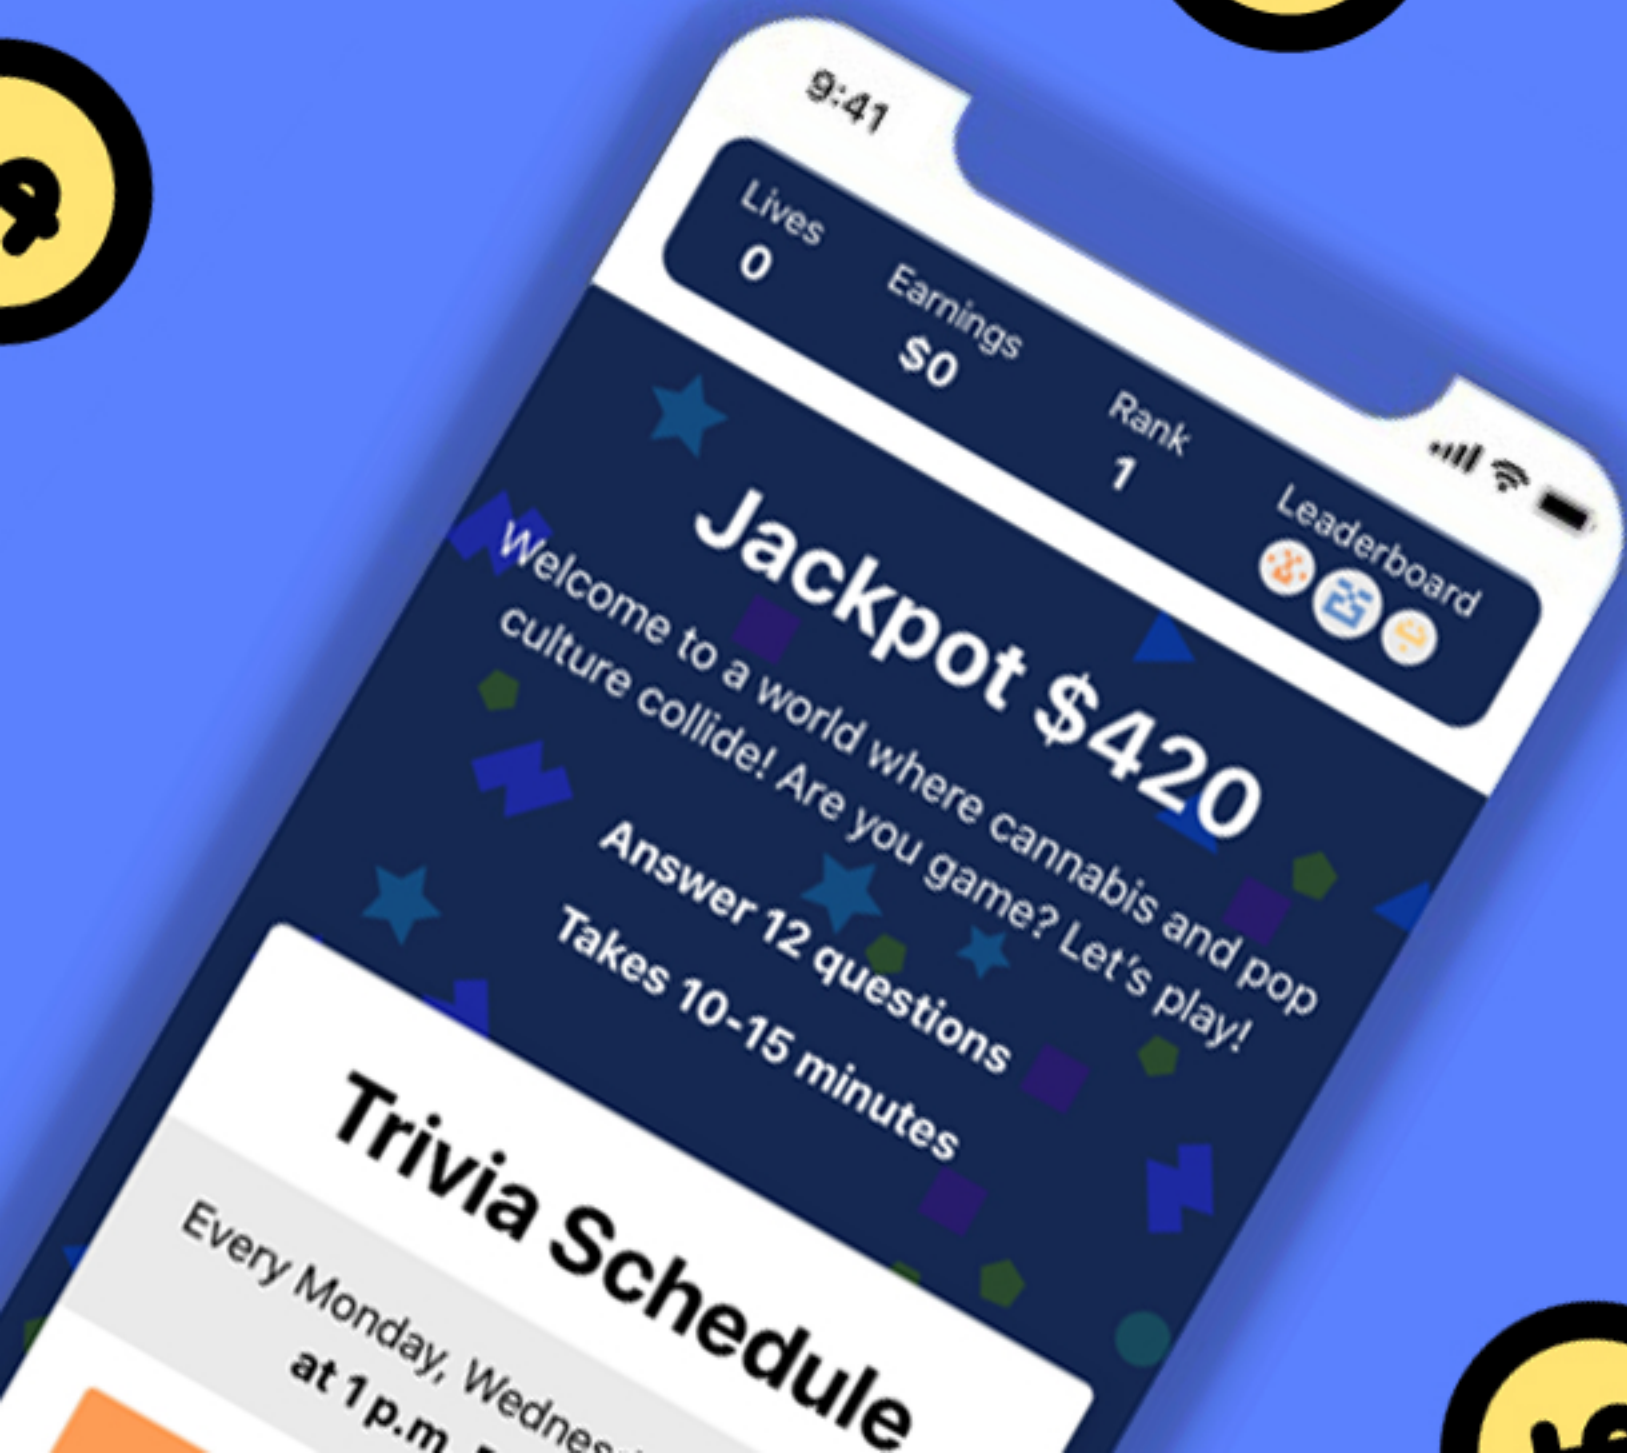 9:41
Lives
0
Earnings
$0
Rank
1
Leaderboard
Jackpot $420
Welcome to a world where cannabis and pop
culture collide! Are you game? Let's play!
Answer 12 questions
Takes 10-15 minutes
Trivia Schedule
Every Monday,
at 1 p.m.